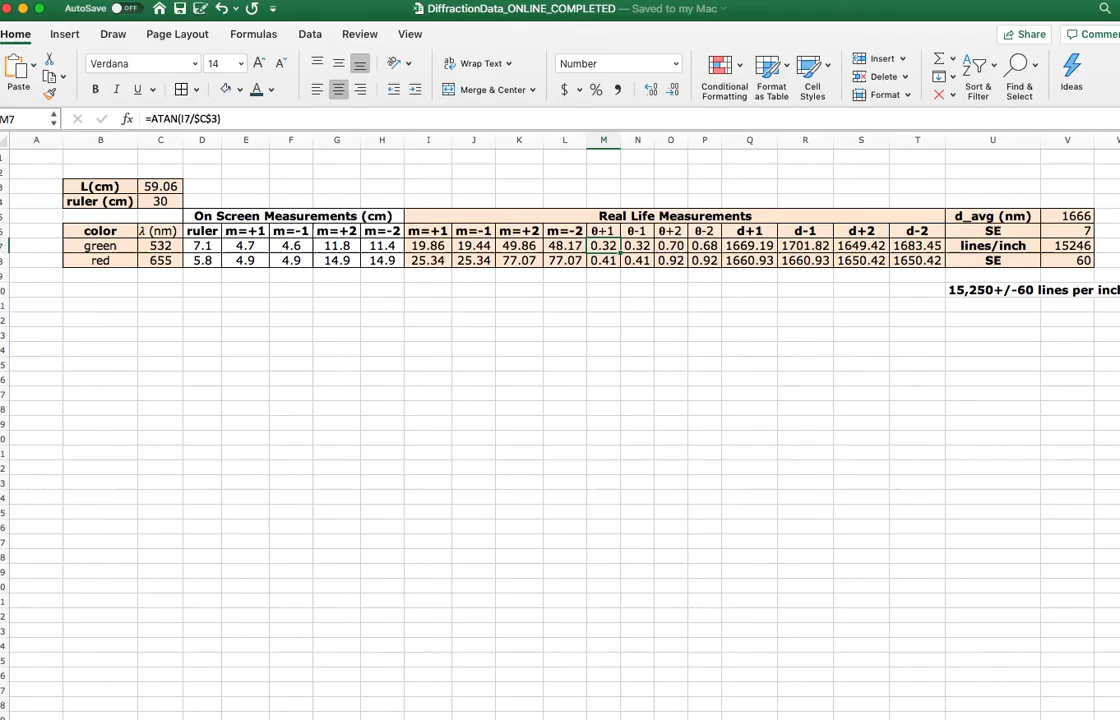 AutoSave OFF DiffractionData_ONLINE_COMPLETED — Saved to my Mac
Home Insert Draw Page Layout Formulas Data Review View Share Comme
Paste Verdana 14 A^ A˅ Wrap Text Number Conditional Formatting Format as Table Cell Styles Insert Delete Format Sort & Filter Find & Select Ideas
B I U A Merge & Center $ %
M7 fx =ATAN(I7/$C$3)
A B C D E F G H I J K L M N O P Q R S T U V
L(cm) 59.06
ruler (cm) 30
On Screen Measurements (cm) Real Life Measurements d_avg (nm) 1666
color λ (nm) ruler m=+1 m=-1 m=+2 m=-2 m=+1 m=-1 m=+2 m=-2 θ+1 θ-1 θ+2 θ-2 d+1 d-1 d+2 d-2 SE 7
green 532 7.1 4.7 4.6 11.8 11.4 19.86 19.44 49.86 48.17 0.32 0.32 0.70 0.68 1669.19 1701.82 1649.42 1683.45 lines/inch 15246
red 655 5.8 4.9 4.9 14.9 14.9 25.34 25.34 77.07 77.07 0.41 0.41 0.92 0.92 1660.93 1660.93 1650.42 1650.42 SE 60
15,250+/-60 lines per inch